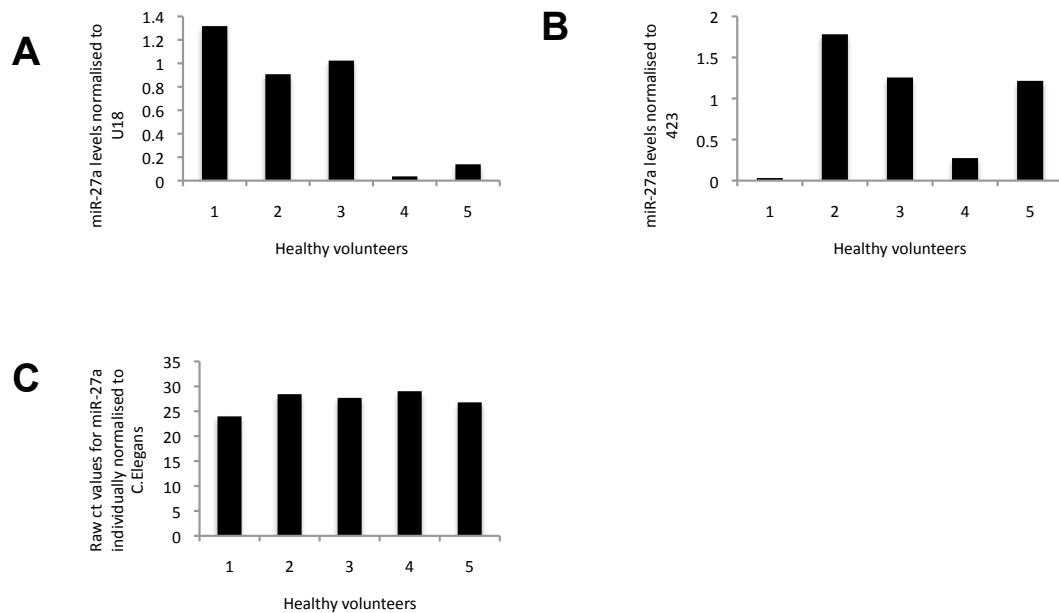 A
miR-27a levels normalised to
U18
1.4
1.2
1
0.8
0.6
0.4
0.2
0
1 2 3 4 5
Healthy volunteers
B
miR-27a levels normalised to
423
2
1.5
1
0.5
0
1 2 3 4 5
Healthy volunteers
C
Raw ct values for miR-27a
individually normalised to
C.Elegans
35
30
25
20
15
10
5
0
1 2 3 4 5
Healthy volunteers